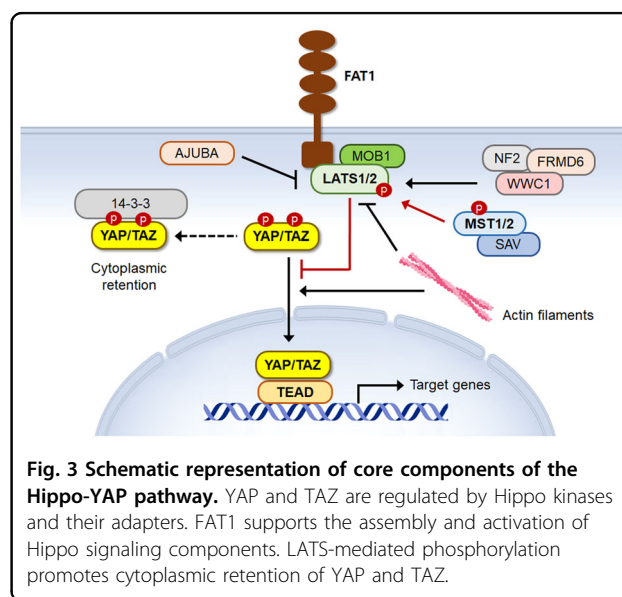 FAT1
AJUBA
MOB1
LATS1/2
P
NF2
FRMD6
WWC1
14-3-3
P P
YAP/TAZ
P P
YAP/TAZ
P
MST1/2
SAV
Cytoplasmic
retention
Actin filaments
YAP/TAZ
TEAD
Target genes
Fig. 3 Schematic representation of core components of the
Hippo-YAP pathway. YAP and TAZ are regulated by Hippo kinases
and their adapters. FAT1 supports the assembly and activation of
Hippo signaling components. LATS-mediated phosphorylation
promotes cytoplasmic retention of YAP and TAZ.